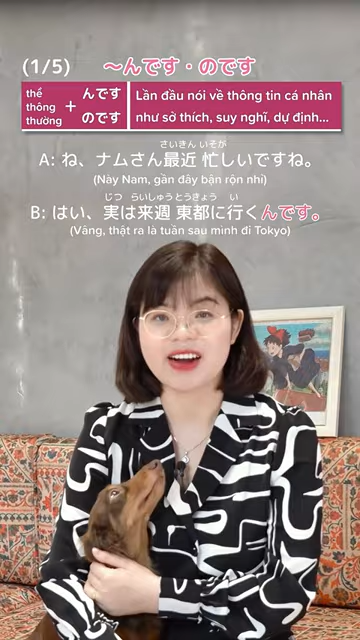 (1/5) ～んです・のです
thể thông thường + んです のです
Lần đầu nói về thông tin cá nhân
như sở thích, suy nghĩ, dự định...
さいきん いそが
A: ね、ナムさん最近 忙しいですね。
(Này Nam, gần đây bận rộn nhỉ)
じつ らいしゅう とうきょう い
B: はい、実は来週 東都に行くんです。
(Vâng, thật ra là tuần sau mình đi Tokyo)